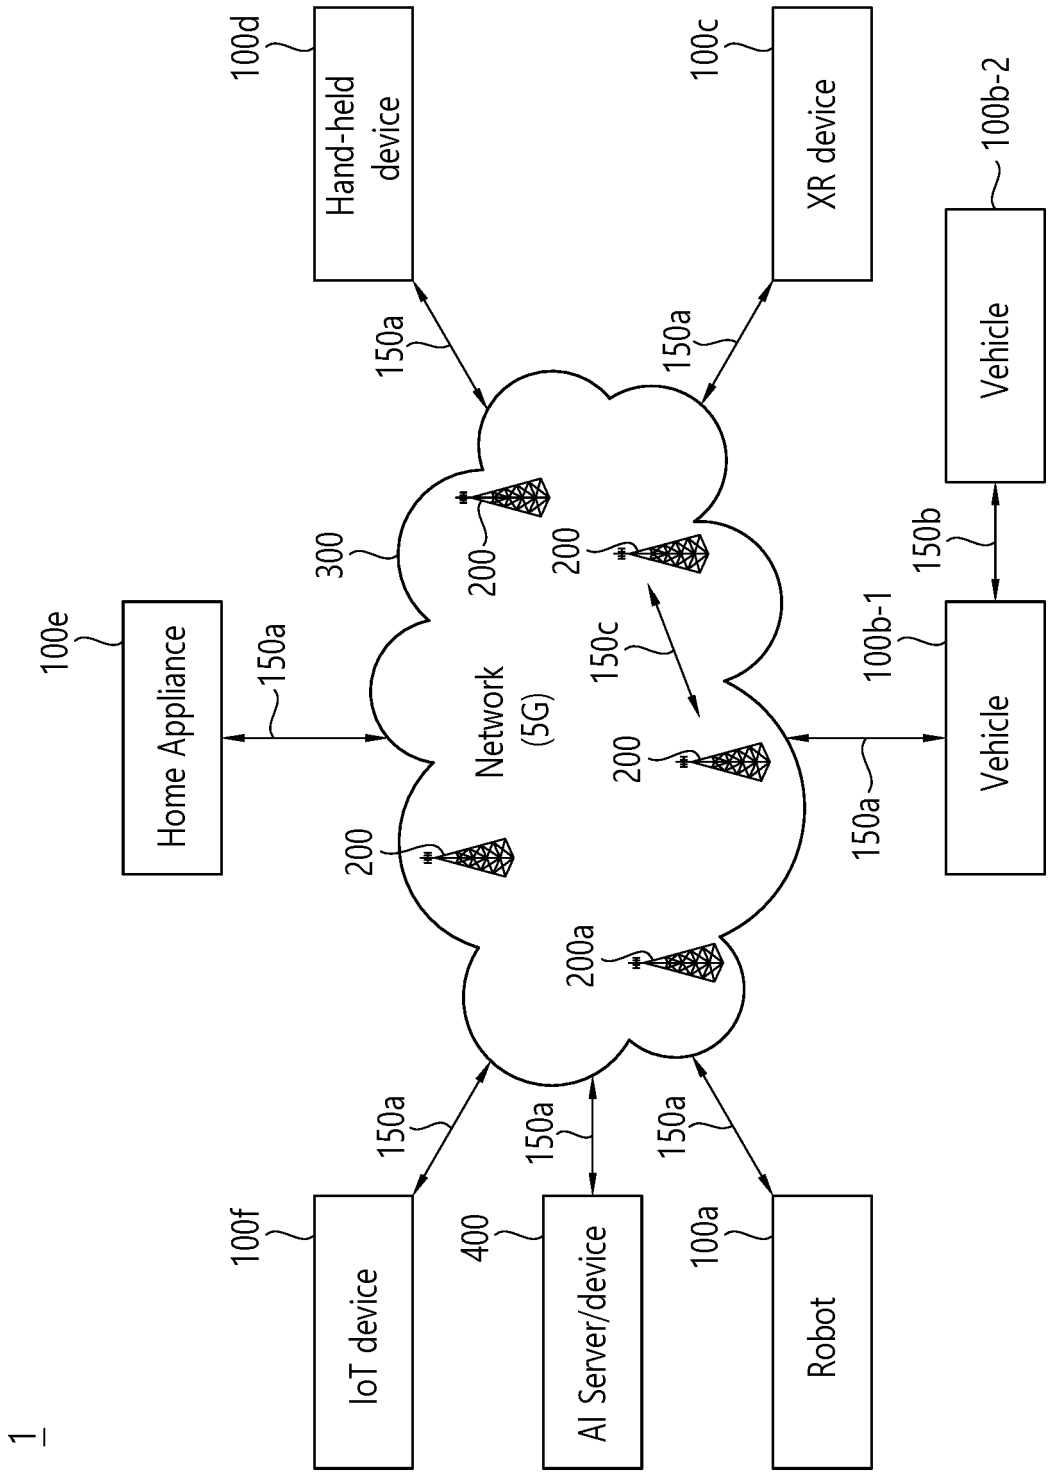 1
100e
Home Appliance
150a
100f
IoT device
150a
300
100d
Hand-held
device
150a
200
200
Network
(5G)
400
AI Server/device
150a
200a
200
150c
200
100a
Robot
150a
100c
XR device
150a
150a
100b-1
Vehicle
150b
100b-2
Vehicle